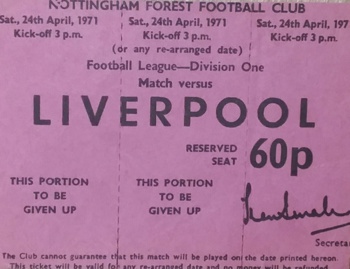 NOTTINGHAM FOREST FOOTBALL CLUB
Sat., 24th April, 1971 Sat., 24th April, 1971 Sat., 24th April, 197
Kick-off 3 p.m. Kick-off 3 p.m. Kick-off 3 p.m.
(or any re-arranged date)
Football League—Division One
Match versus
LIVERPOOL
RESERVED
SEAT 60p
THIS PORTION THIS PORTION
TO BE TO BE
GIVEN UP GIVEN UP
Secreta
The Club cannot guarantee that this match will be played on the date printed hereon.
This ticket will be valid for any re-arranged date and no money will be refunded